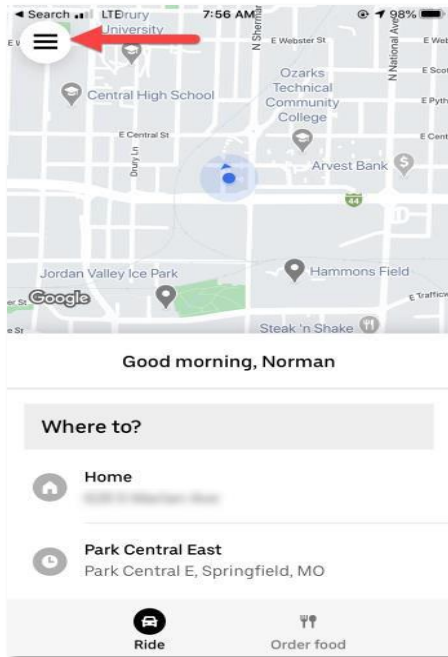 ◄ Search LTE 7:56 AM 98%
Drury
University
N Sherman
E Webster St
N National Ave
E Web
Ozarks
Technical
Community
College
E Scot
Central High School
E Pyth
E Central St
E Cent
Drury Ln
Arvest Bank
44
Jordan Valley Ice Park
Hammons Field
Google
er St
E Traffic
e St
Steak 'n Shake
Good morning, Norman
Where to?
Home
Park Central East
Park Central E, Springfield, MO
Ride
Order food